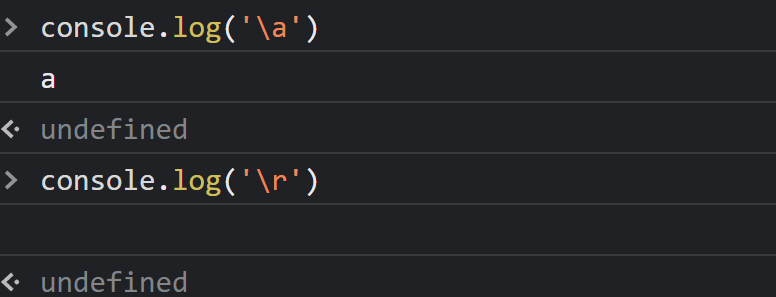 > console.log('\a')
a
undefined
> console.log('\r')
undefined